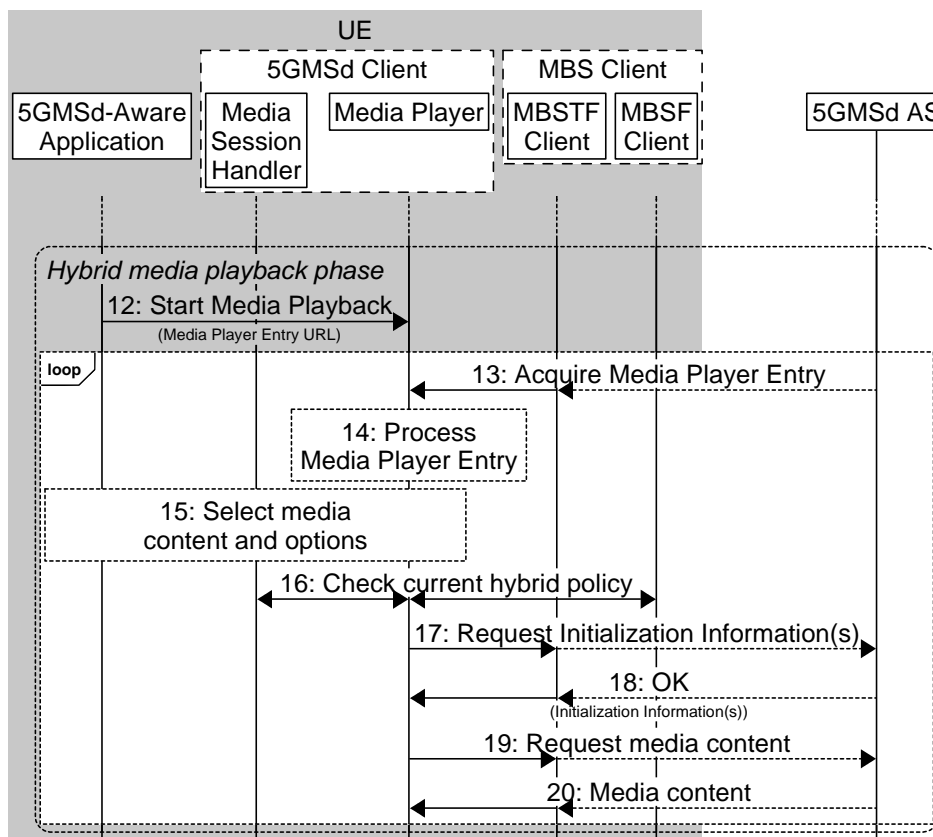 UE
5GMSd Client
MBS Client
5GMSd-Aware
Application
Media
Session
Handler
Media Player
MBSTF
Client
MBSF
Client
5GMSd AS
Hybrid media playback phase
12: Start Media Playback
(Media Player Entry URL)
loop
13: Acquire Media Player Entry
14: Process
Media Player Entry
15: Select media
content and options
16: Check current hybrid policy
17: Request Initialization Information(s)
18: OK
(Initialization Information(s))
19: Request media content
20: Media content